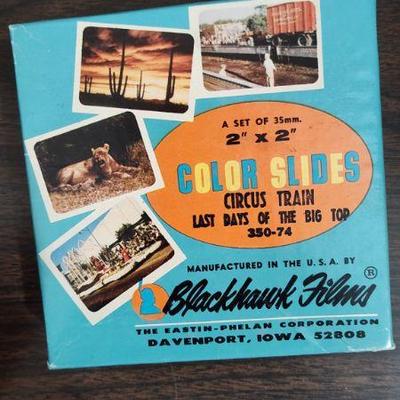 A SET OF 35mm.
2" x 2"
COLOR SLIDES
CIRCUS TRAIN
LAST DAYS OF THE BIG TOP
350-74
MANUFACTURED IN THE U.S.A. BY
Blackhawk Films®
THE EASTIN-PHELAN CORPORATION
DAVENPORT, IOWA 52808